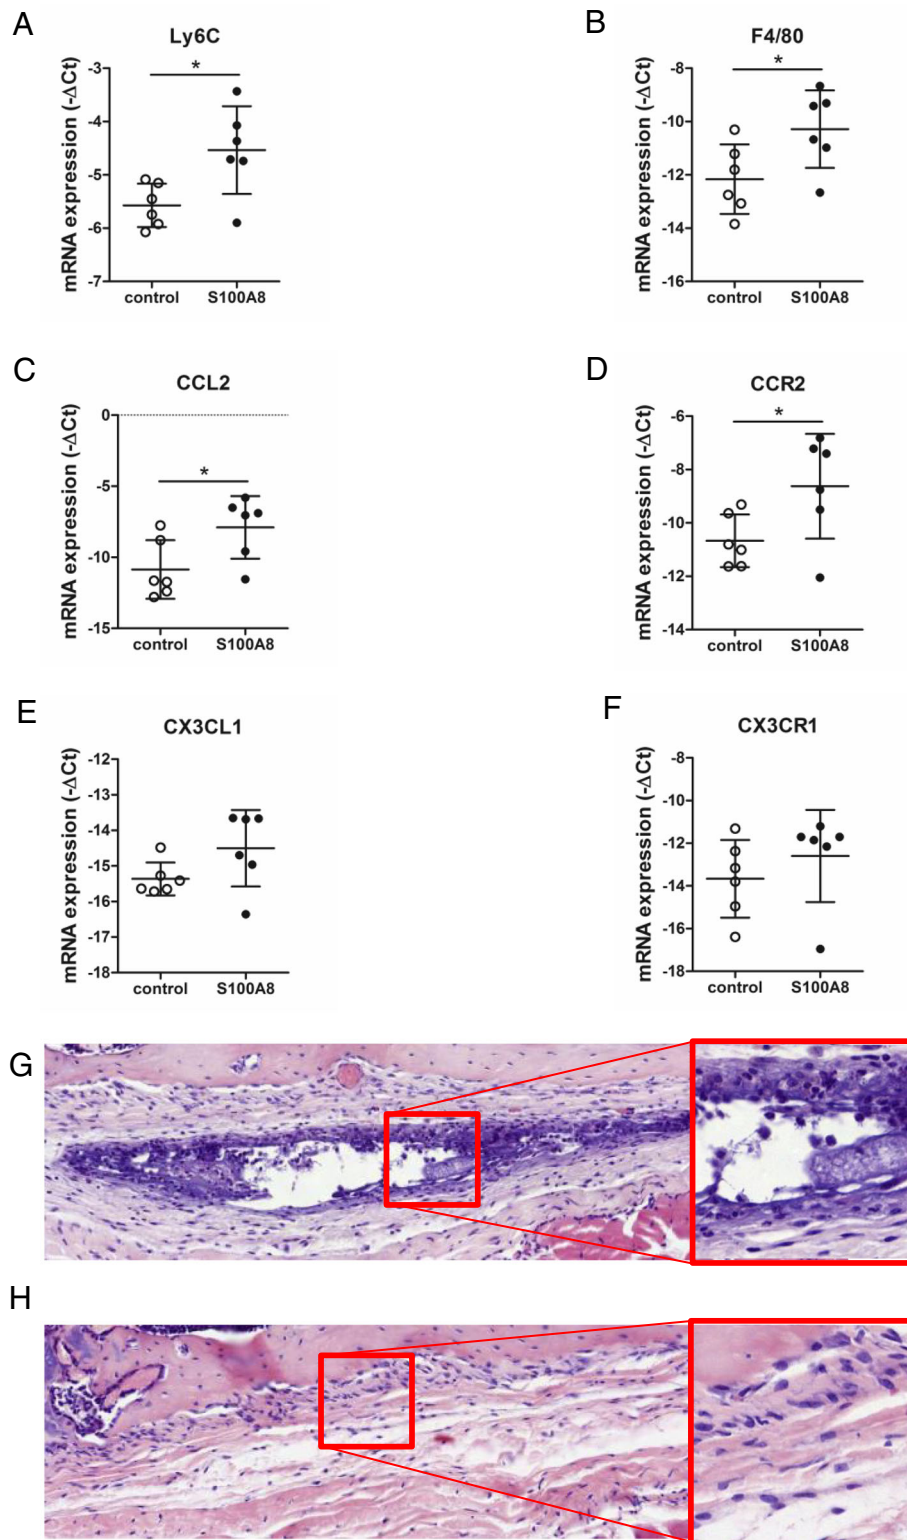 A
Ly6C
mRNA expression (-ΔCt)
-3
-4
-5
-6
-7
*
control
S100A8
B
F4/80
mRNA expression (-ΔCt)
-8
-10
-12
-14
-16
*
control
S100A8
C
CCL2
mRNA expression (-ΔCt)
0
-5
-10
-15
*
control
S100A8
D
CCR2
mRNA expression (-ΔCt)
-6
-8
-10
-12
-14
*
control
S100A8
E
CX3CL1
mRNA expression (-ΔCt)
-12
-13
-14
-15
-16
-17
-18
control
S100A8
F
CX3CR1
mRNA expression (-ΔCt)
-8
-10
-12
-14
-16
-18
control
S100A8
G
H